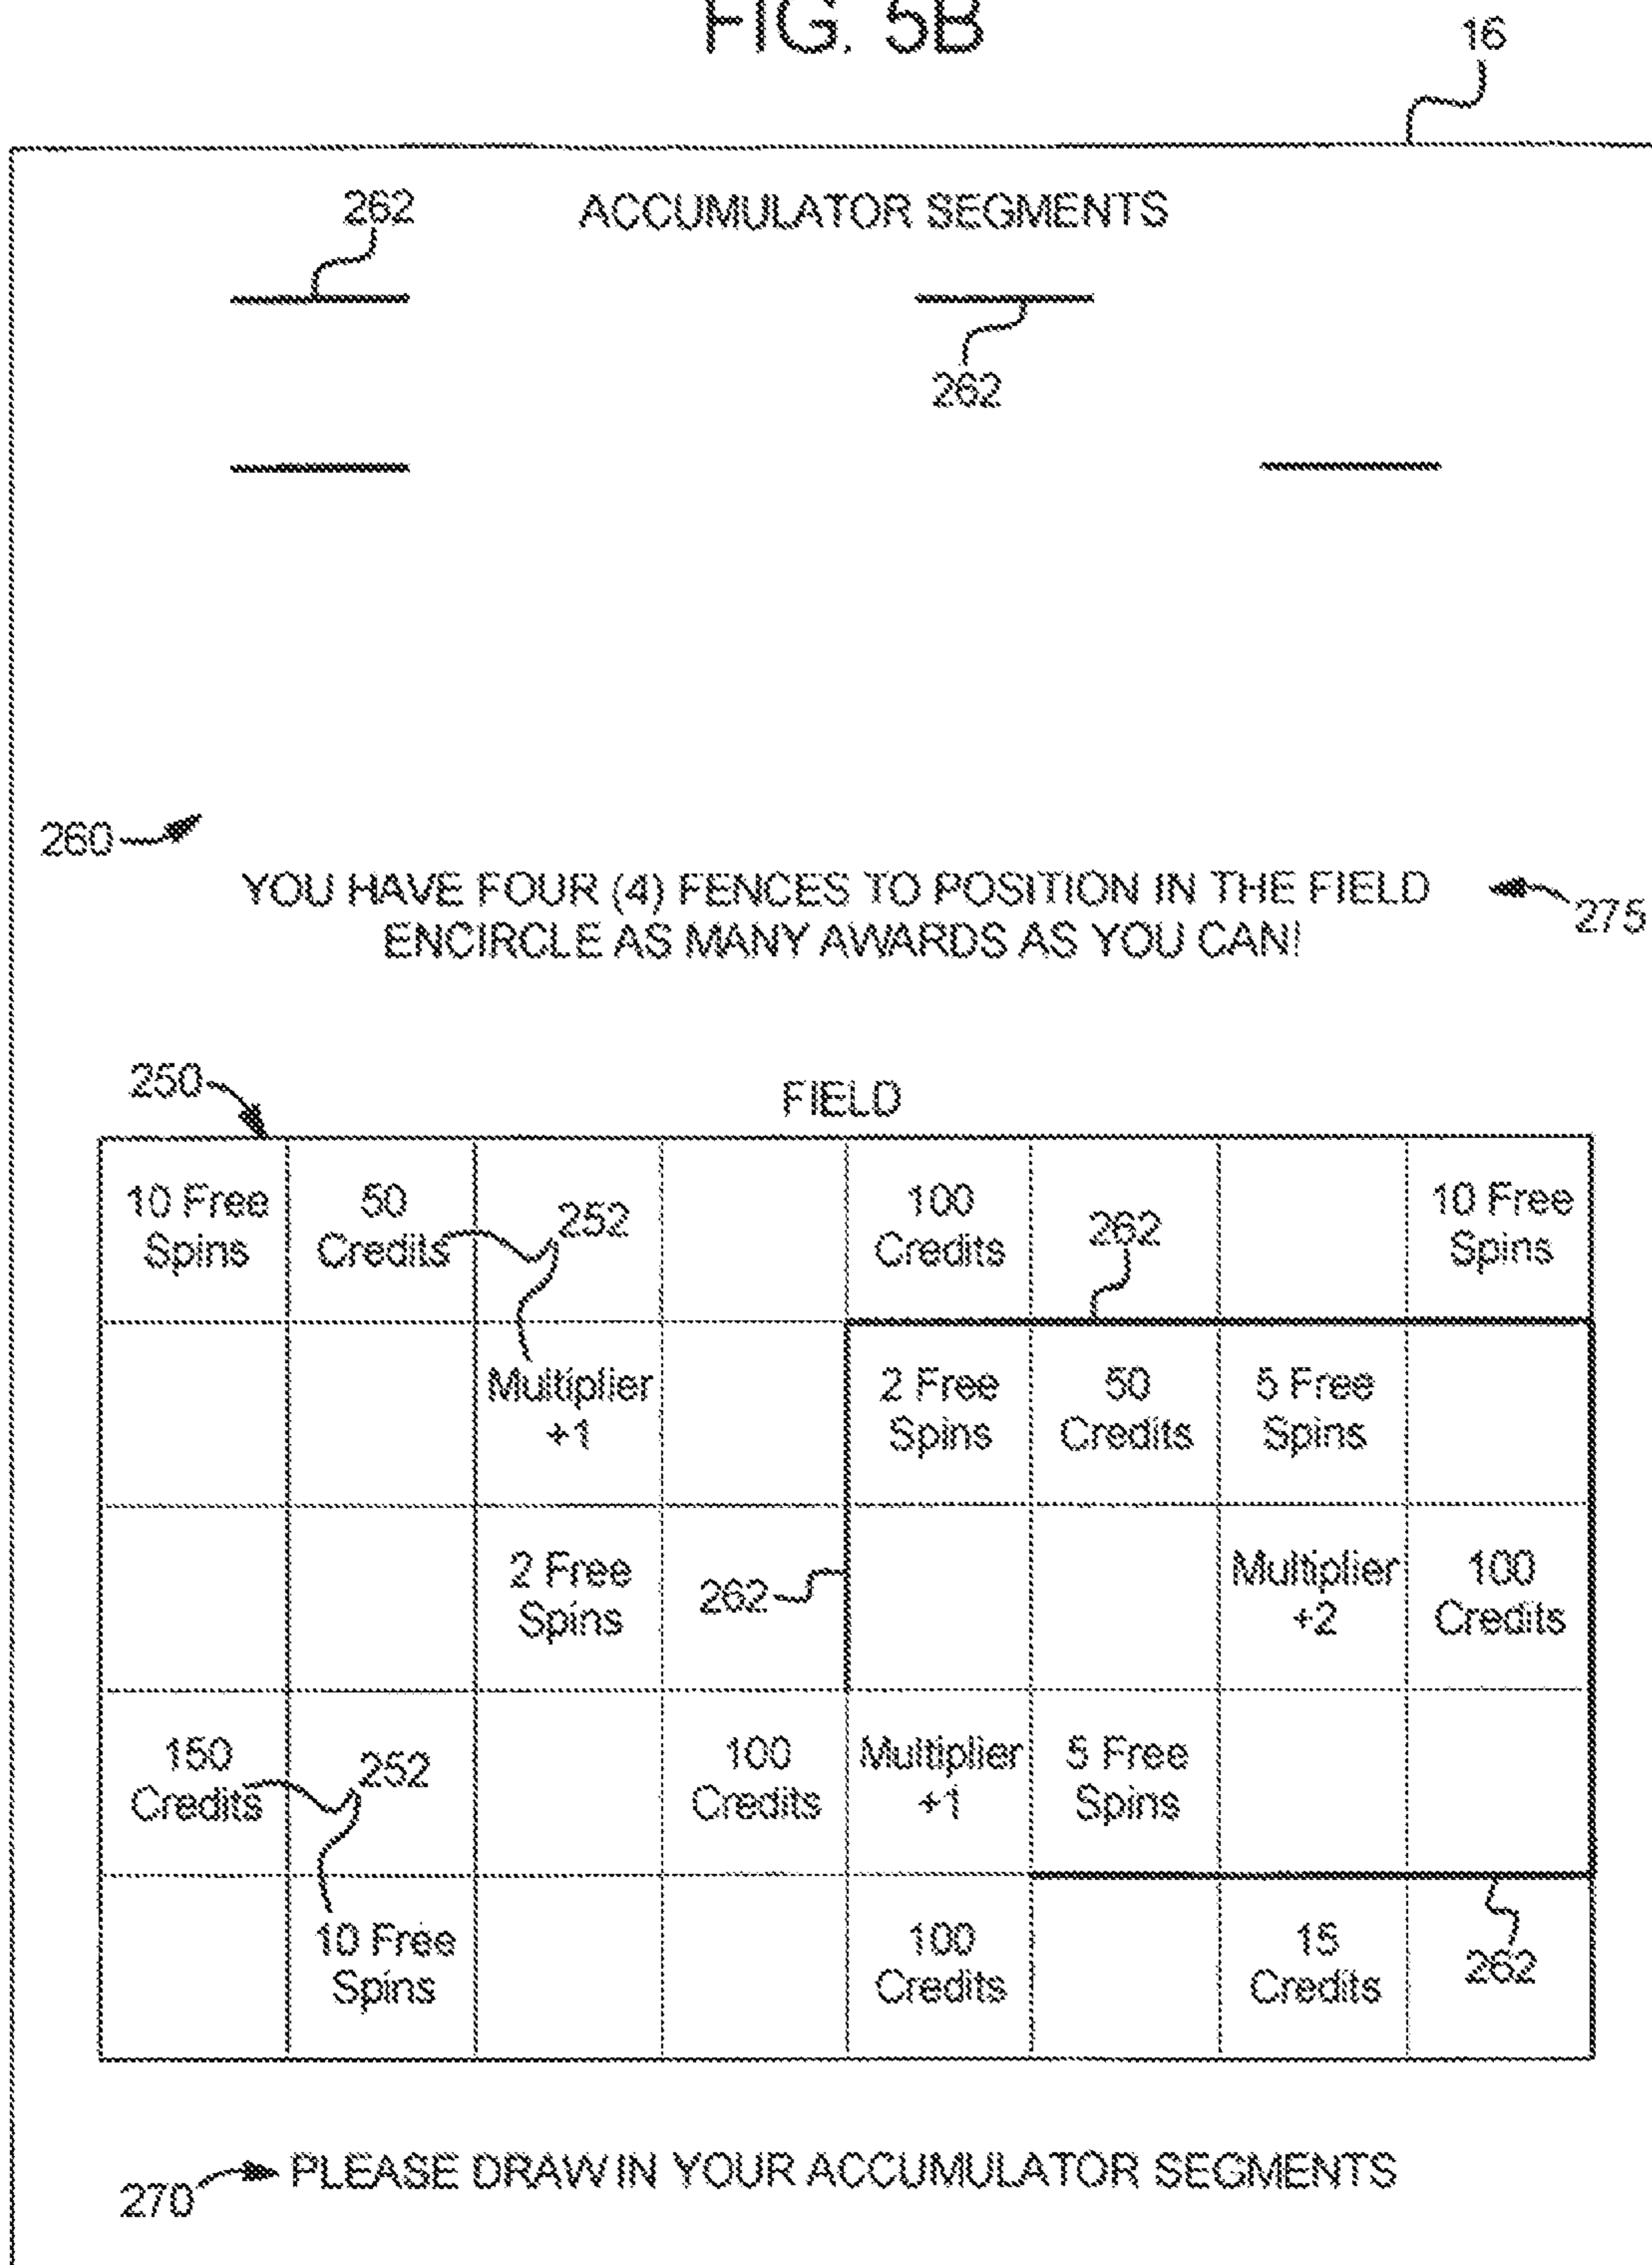 FIG. 5B
16
262
ACCUMULATOR SEGMENTS
262
260
YOU HAVE FOUR (4) FENCES TO POSITION IN THE FIELD
275
ENCIRCLE AS MANY AWARDS AS YOU CAN!
250
FIELD
10 Free
Spins
50
Credits
252
100
Credits
262
10 Free
Spins
Multiplier
+1
2 Free
Spins
50
Credits
5 Free
Spins
2 Free
Spins
262
Multiplier
+2
100
Credits
150
Credits
252
100
Credits
Multiplier
+1
5 Free
Spins
10 Free
Spins
100
Credits
15
Credits
262
270
PLEASE DRAW IN YOUR ACCUMULATOR SEGMENTS